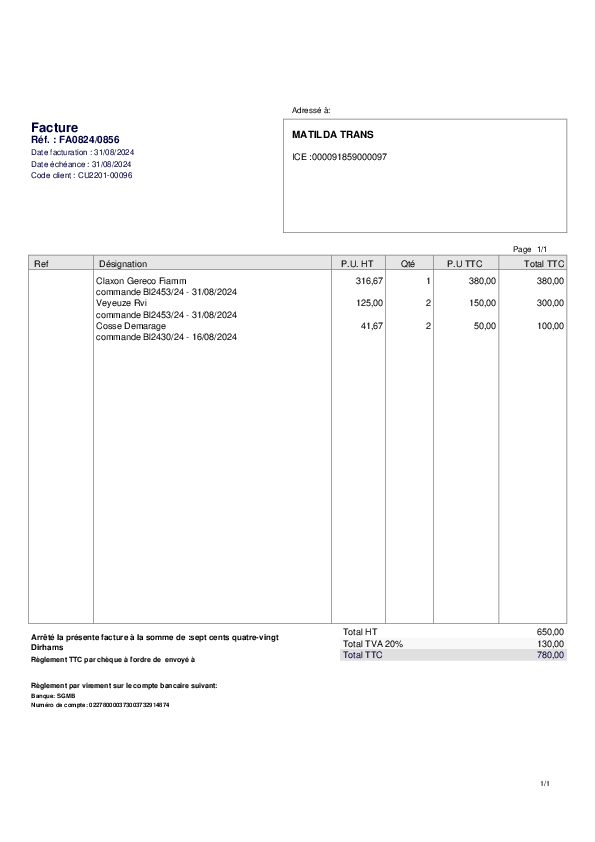 Adressé à:
Facture
Réf. : FA0824/0856
Date facturation : 31/08/2024
Date échéance : 31/08/2024
Code client : CU2201-00096
MATILDA TRANS
ICE :000091859000097
Page 1/1
Ref Désignation P.U. HT Qté P.U TTC Total TTC
Claxon Gereco Fiamm 316,67 1 380,00 380,00
commande Bl2453/24 - 31/08/2024
Veyeuze Rvi 125,00 2 150,00 300,00
commande Bl2453/24 - 31/08/2024
Cosse Demarage 41,67 2 50,00 100,00
commande Bl2430/24 - 16/08/2024
Arrêté la présente facture à la somme de :sept cents quatre-vingt
Dirhams
Règlement TTC par chèque à l'ordre de envoyé à
Total HT 650,00
Total TVA 20% 130,00
Total TTC 780,00
Règlement par virement sur le compte bancaire suivant:
Banque: SGMB
Numéro de compte: 022780000373003732914874
1/1